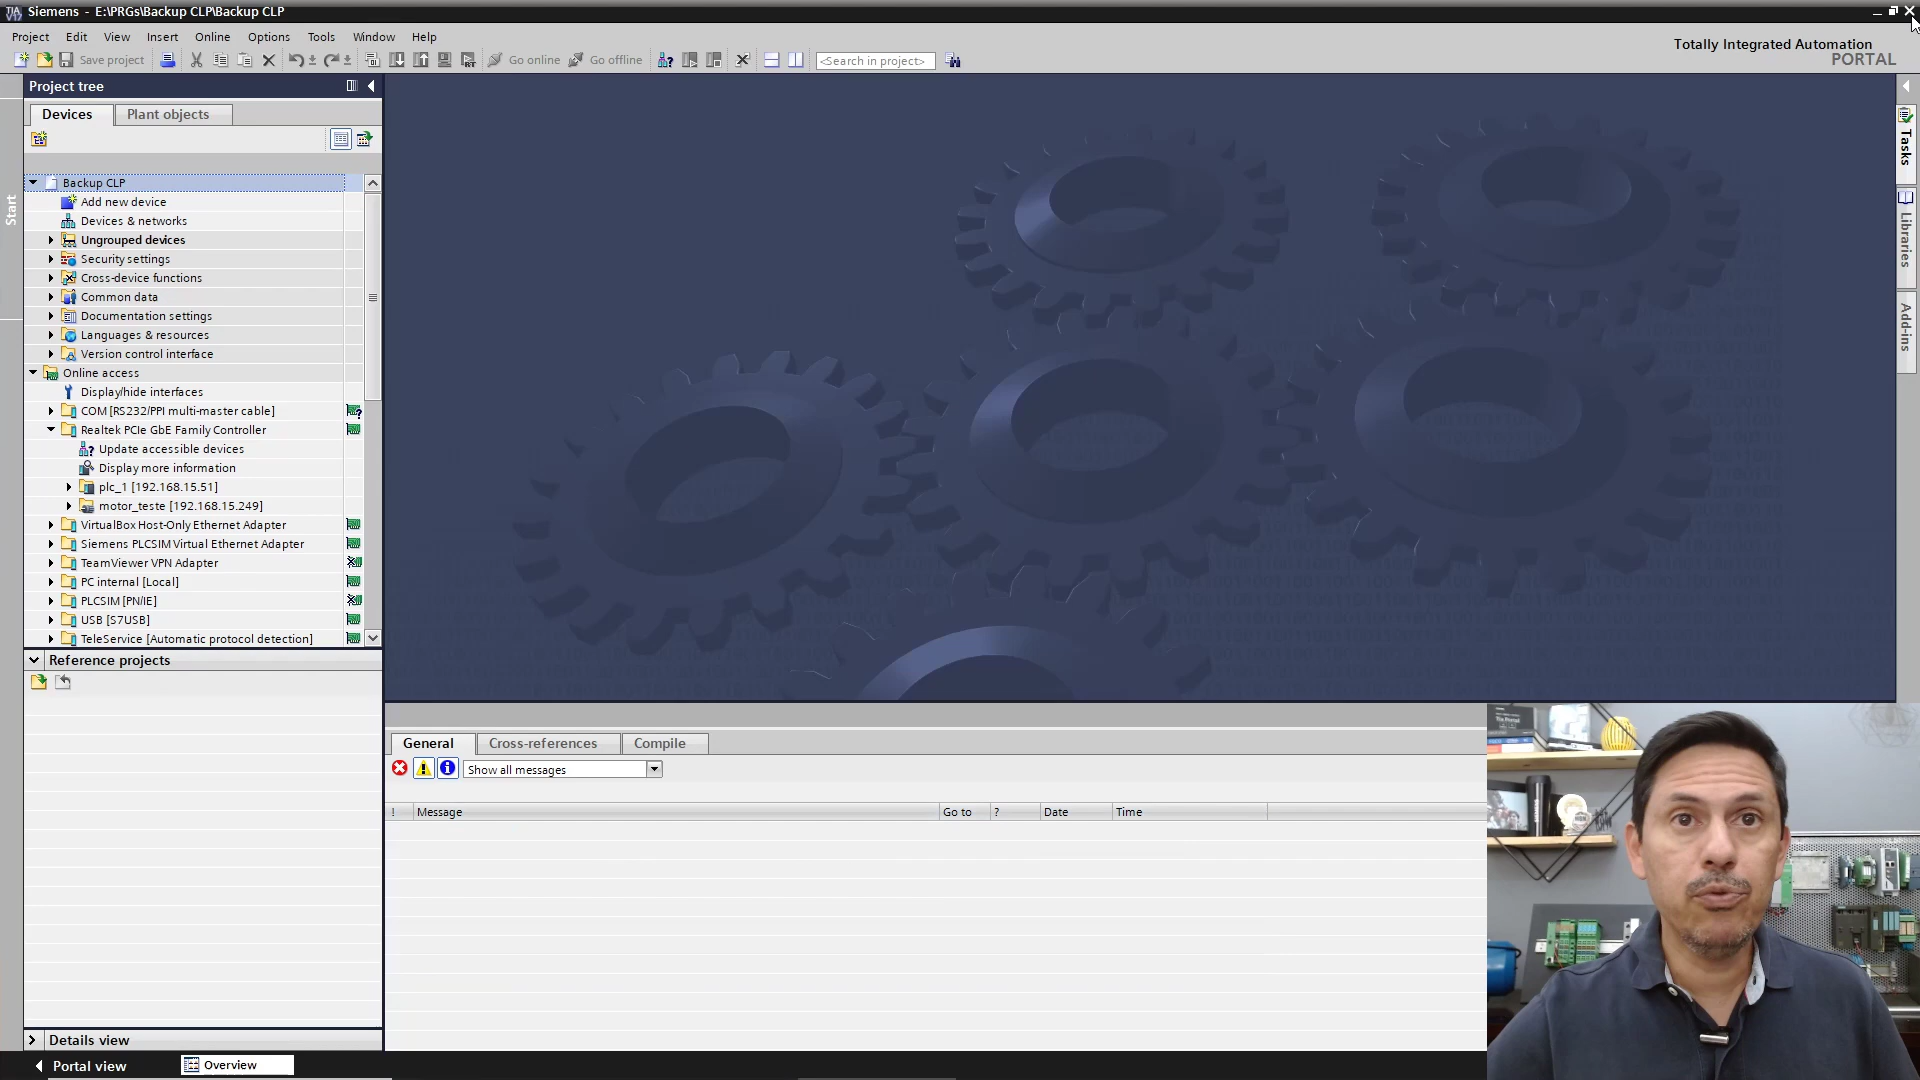 Siemens - E:\PRGs\Backup CLP\Backup CLP
Project Edit View Insert Online Options Tools Window Help
Totally Integrated Automation
PORTAL
Save project
Go online
Go offline
<Search in project>
Project tree
Devices
Plant objects
Start
Backup CLP
Add new device
Devices & networks
Ungrouped devices
Security settings
Cross-device functions
Common data
Documentation settings
Languages & resources
Version control interface
Online access
Display/hide interfaces
COM [RS232/PPI multi-master cable]
Realtek PCIe GbE Family Controller
Update accessible devices
Display more information
plc_1 [192.168.15.51]
motor_teste [192.168.15.249]
VirtualBox Host-Only Ethernet Adapter
Siemens PLCSIM Virtual Ethernet Adapter
TeamViewer VPN Adapter
PC internal [Local]
PLCSIM [PN/IE]
USB [S7USB]
TeleService [Automatic protocol detection]
Reference projects
Details view
Portal view
Overview
General
Cross-references
Compile
Show all messages
! Message Go to ? Date Time
Tasks
Libraries
Add-ins